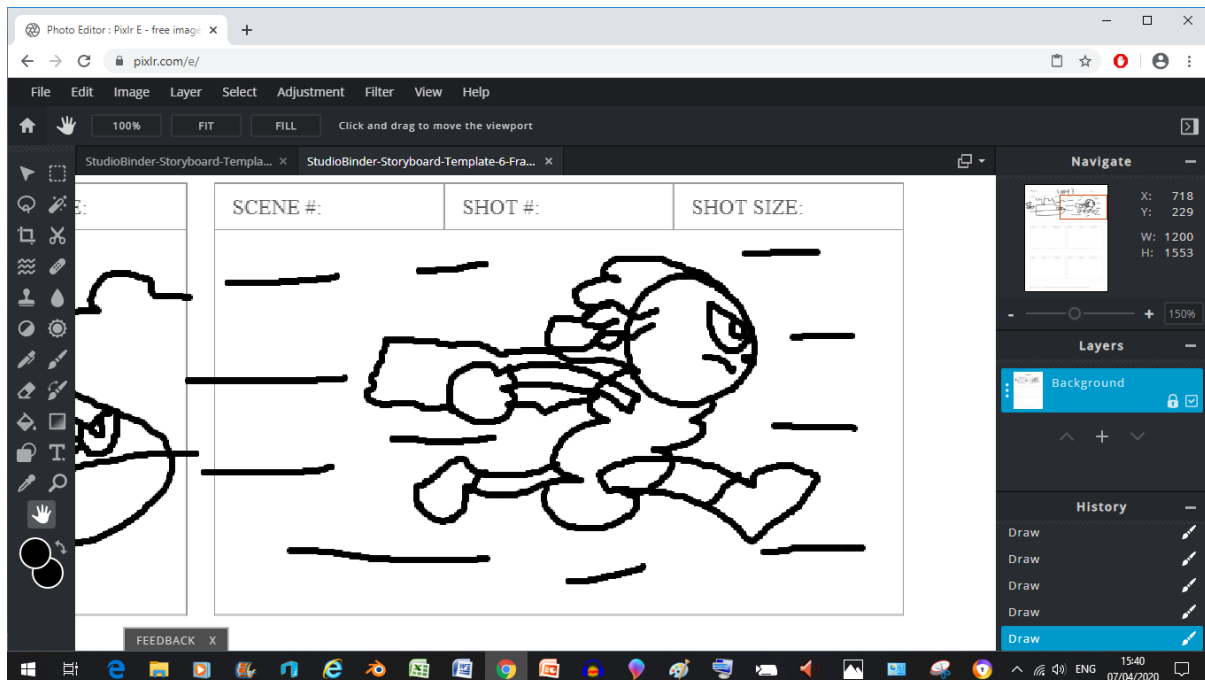 Photo Editor : Pixlr E - free image
pixlr.com/e/
File Edit Image Layer Select Adjustment Filter View Help
100% FIT FILL Click and drag to move the viewport
StudioBinder-Storyboard-Templa... StudioBinder-Storyboard-Template-6-Fra...
Navigate
X: 718
Y: 229
W: 1200
H: 1553
E: SCENE #: SHOT #: SHOT SIZE:
- + 150%
Layers
Background
History
Draw
Draw
Draw
Draw
Draw
FEEDBACK X
ENG
15:40
07/04/2020